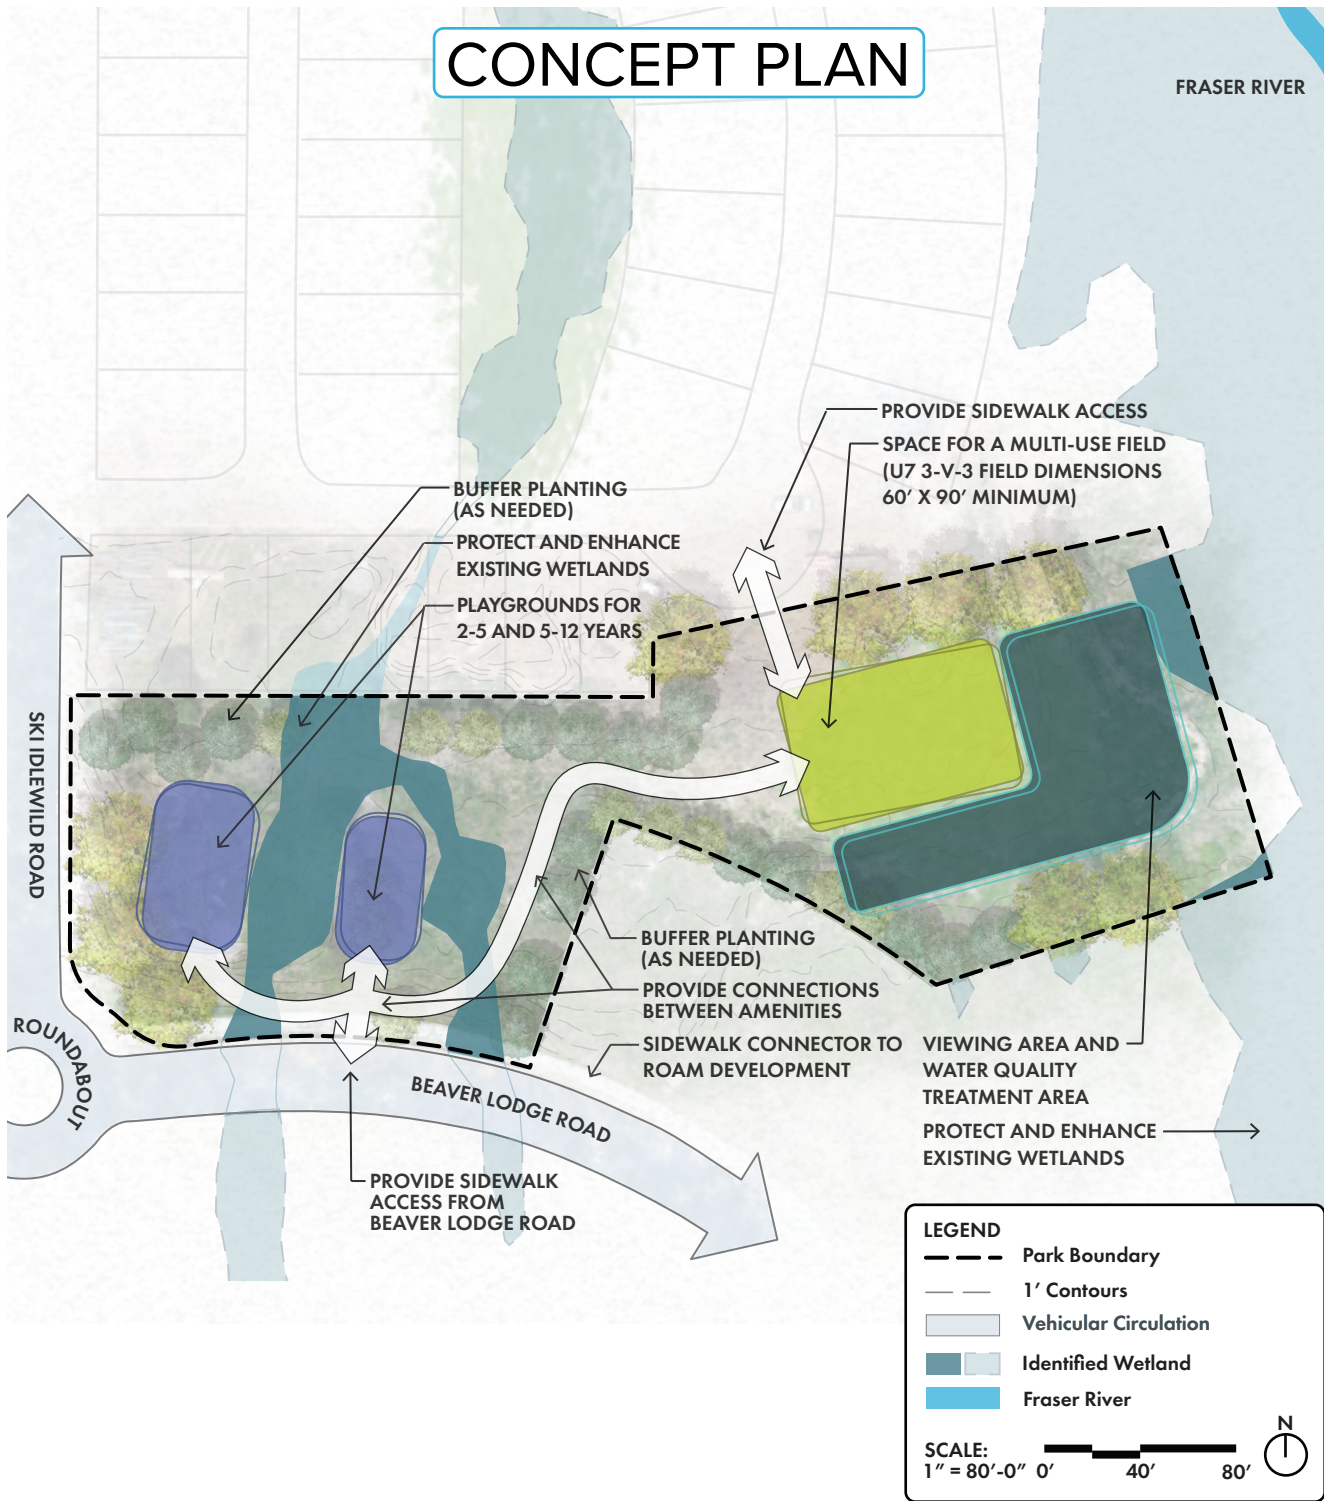 CONCEPT PLAN
FRASER RIVER
PROVIDE SIDEWALK ACCESS
SPACE FOR A MULTI-USE FIELD
(U7 3-V-3 FIELD DIMENSIONS
60' X 90' MINIMUM)
BUFFER PLANTING
(AS NEEDED)
PROTECT AND ENHANCE
EXISTING WETLANDS
PLAYGROUNDS FOR
2-5 AND 5-12 YEARS
SKI IDLEWILD ROAD
BUFFER PLANTING
(AS NEEDED)
PROVIDE CONNECTIONS
BETWEEN AMENITIES
SIDEWALK CONNECTOR TO
ROAM DEVELOPMENT
VIEWING AREA AND
WATER QUALITY
TREATMENT AREA
PROTECT AND ENHANCE
EXISTING WETLANDS
ROUNDABOUT
BEAVER LODGE ROAD
PROVIDE SIDEWALK
ACCESS FROM
BEAVER LODGE ROAD
LEGEND
Park Boundary
1' Contours
Vehicular Circulation
Identified Wetland
Fraser River
N
SCALE:
1" = 80'-0" 0' 40' 80'